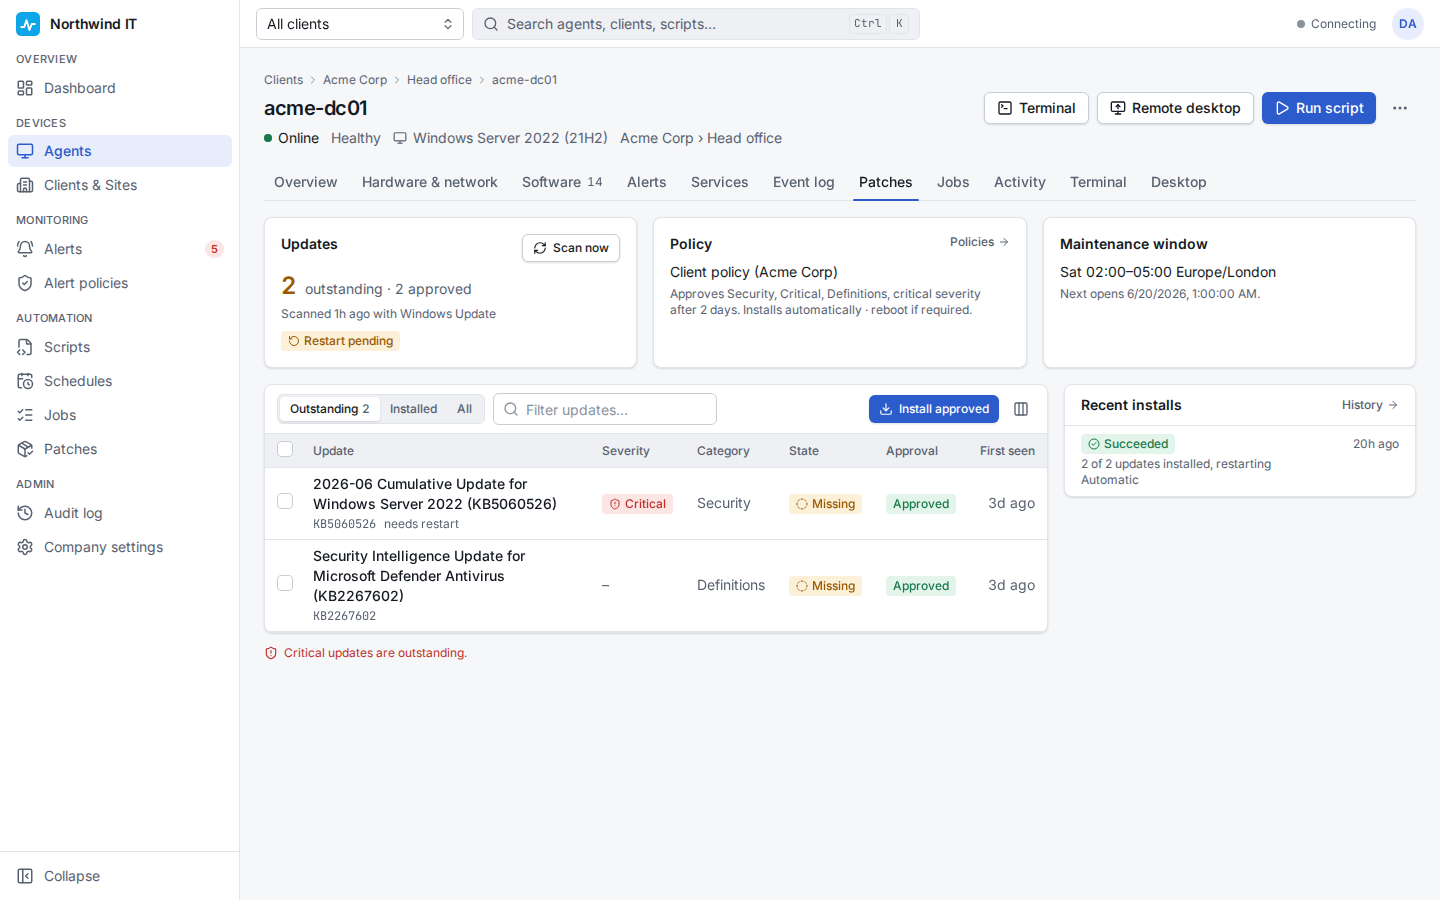 Northwind IT
All clients
Search agents, clients, scripts...
Ctrl K
Connecting
DA
OVERVIEW
Dashboard
DEVICES
Agents
Clients & Sites
MONITORING
Alerts
5
Alert policies
AUTOMATION
Scripts
Schedules
Jobs
Patches
ADMIN
Audit log
Company settings
Collapse
Clients > Acme Corp > Head office > acme-dc01
acme-dc01
Terminal
Remote desktop
Run script
Online Healthy Windows Server 2022 (21H2) Acme Corp › Head office
Overview Hardware & network Software 14 Alerts Services Event log Patches Jobs Activity Terminal Desktop
Updates
Scan now
2 outstanding · 2 approved
Scanned 1h ago with Windows Update
Restart pending
Policy
Policies →
Client policy (Acme Corp)
Approves Security, Critical, Definitions, critical severity
after 2 days. Installs automatically · reboot if required.
Maintenance window
Sat 02:00–05:00 Europe/London
Next opens 6/20/2026, 1:00:00 AM.
Outstanding 2 Installed All
Filter updates...
Install approved
Update Severity Category State Approval First seen
2026-06 Cumulative Update for
Windows Server 2022 (KB5060526)
KB5060526 needs restart
Critical
Security
Missing
Approved
3d ago
Security Intelligence Update for
Microsoft Defender Antivirus
(KB2267602)
KB2267602
–
Definitions
Missing
Approved
3d ago
Critical updates are outstanding.
Recent installs
History →
Succeeded
20h ago
2 of 2 updates installed, restarting
Automatic